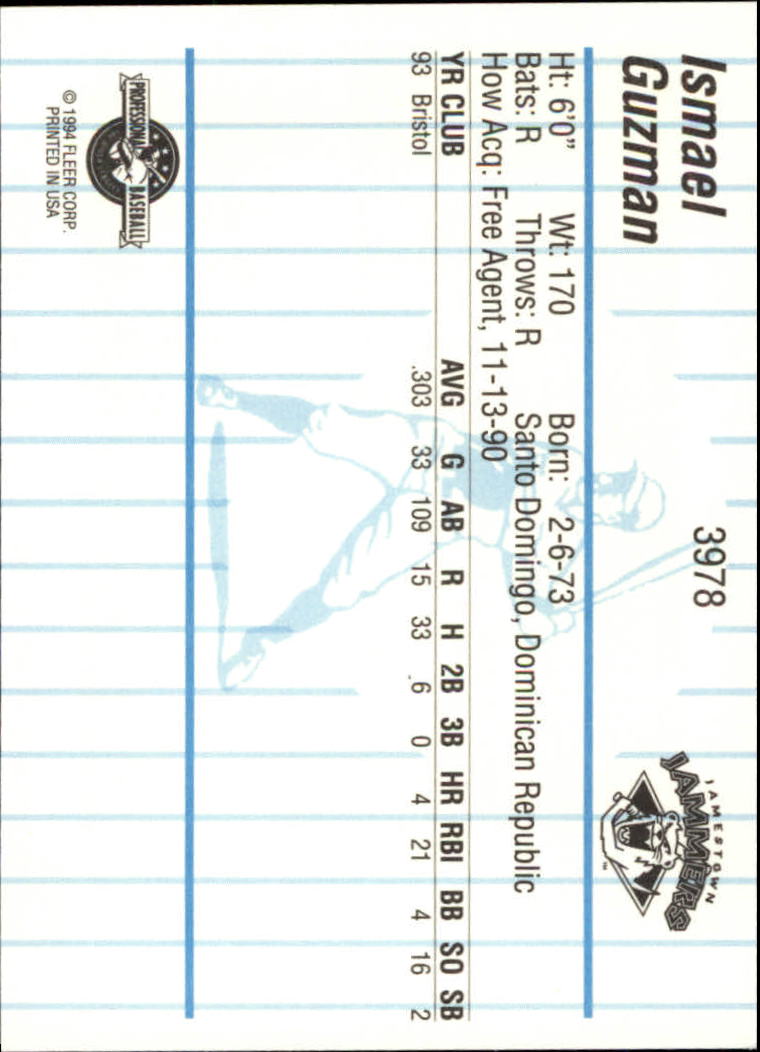 Ismael
Guzman
3978
JAMESTOWN
JAMMERS
TM
Ht: 6'0" Wt: 170 Born: 2-6-73
Bats: R Throws: R Santo Domingo, Dominican Republic
How Acq: Free Agent, 11-13-90
YR CLUB AVG G AB R H 2B 3B HR RBI BB SO SB
93 Bristol .303 33 109 15 33 6 0 4 21 4 16 2
PROFESSIONAL BASEBALL
© 1994 FLEER CORP.
PRINTED IN USA